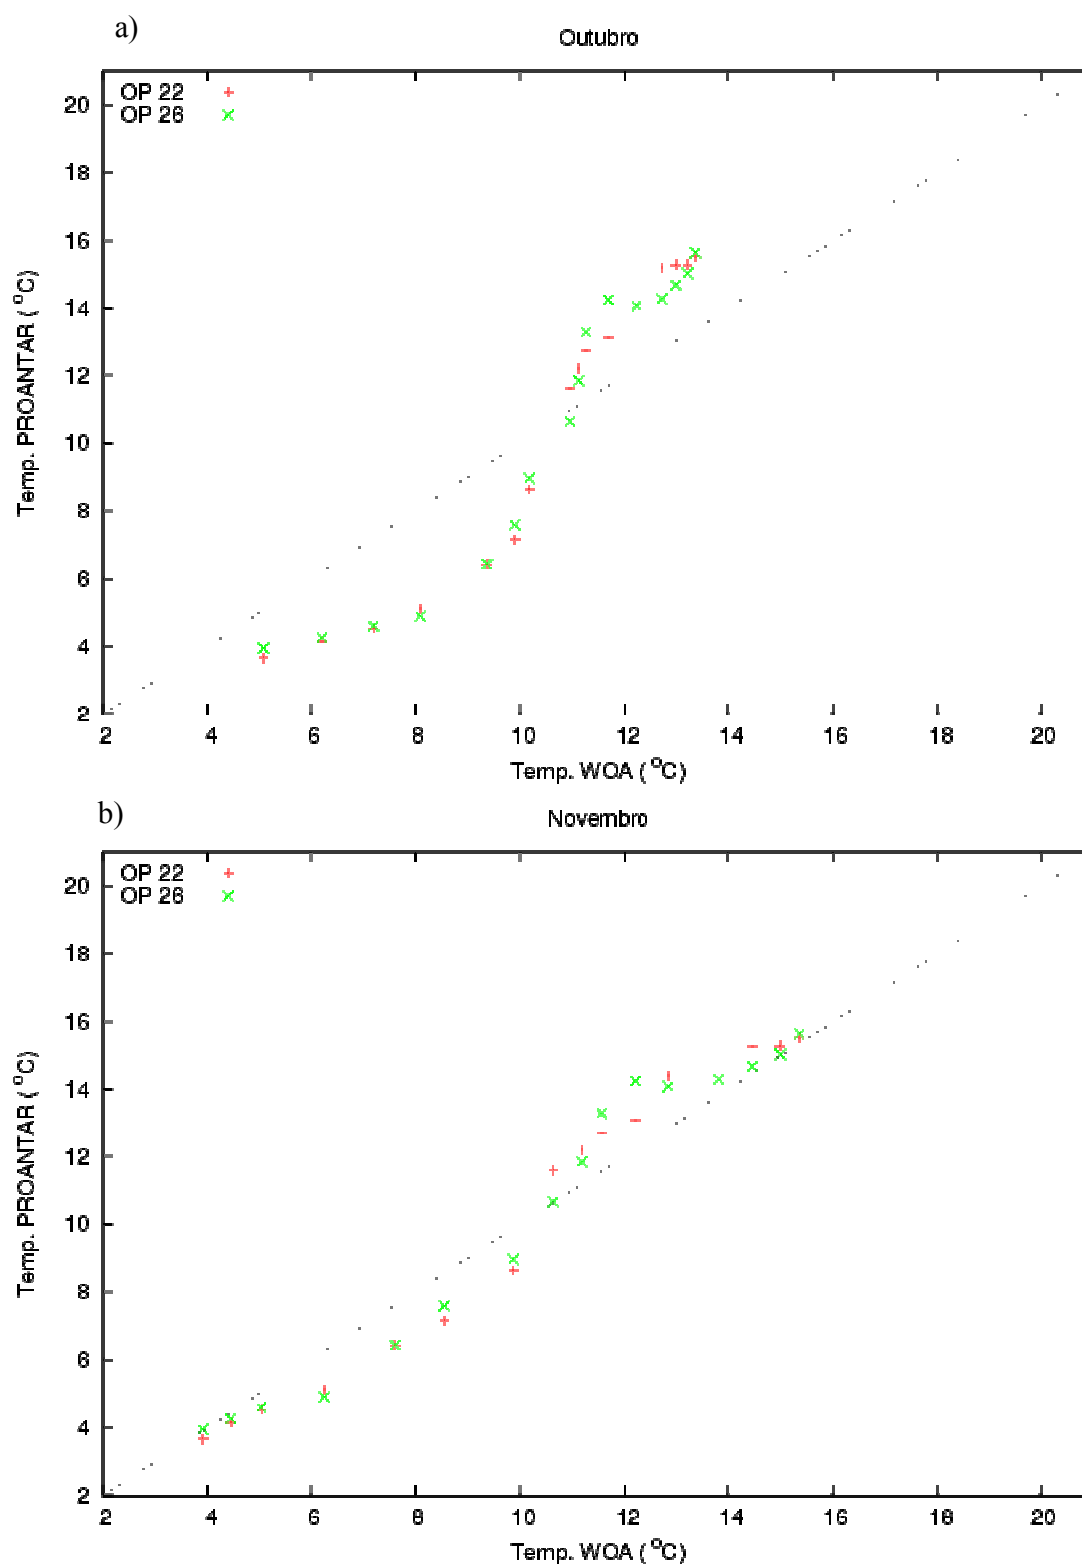 a)
Outubro
OP 22
OP 26
20
18
16
14
12
10
8
6
4
2
Temp. PROANTAR (°C)
2 4 6 8 10 12 14 16 18 20
Temp. WOA (°C)
b)
Novembro
OP 22
OP 26
20
18
16
14
12
10
8
6
4
2
Temp. PROANTAR (°C)
2 4 6 8 10 12 14 16 18 20
Temp. WOA (°C)